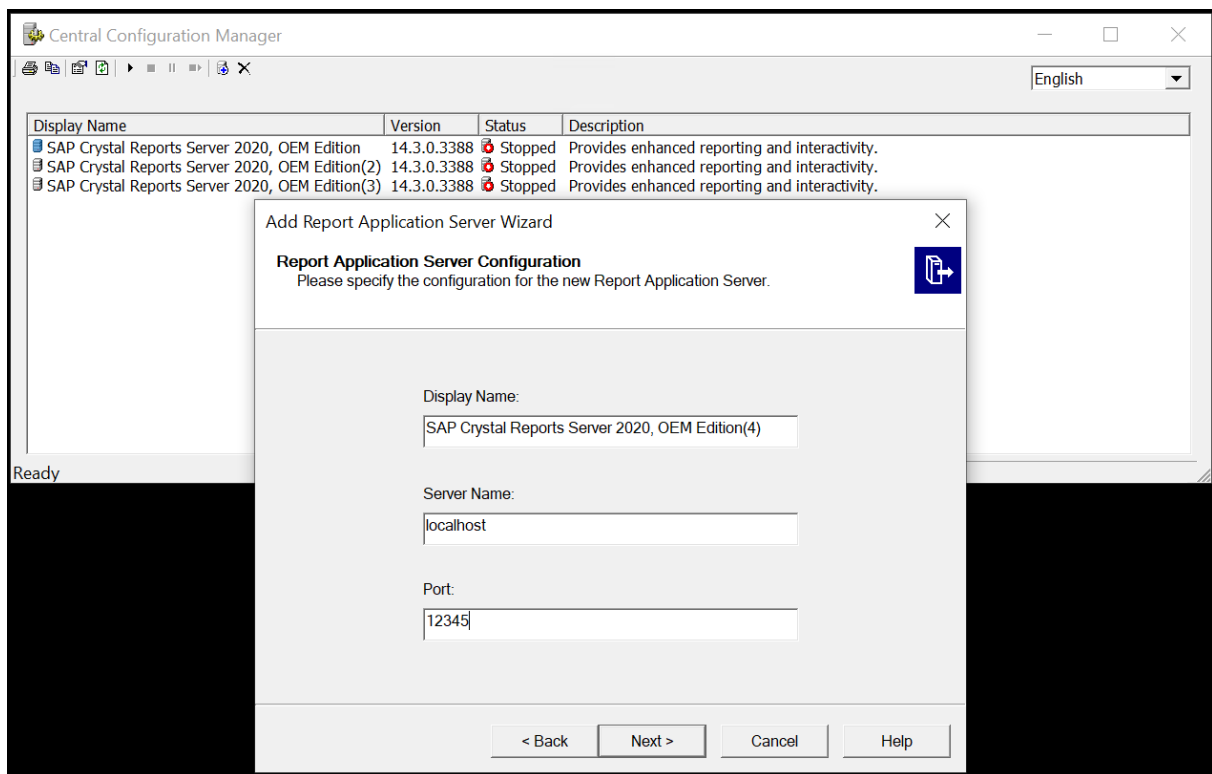 Central Configuration Manager
English
Display Name Version Status Description
SAP Crystal Reports Server 2020, OEM Edition 14.3.0.3388 Stopped Provides enhanced reporting and interactivity.
SAP Crystal Reports Server 2020, OEM Edition(2) 14.3.0.3388 Stopped Provides enhanced reporting and interactivity.
SAP Crystal Reports Server 2020, OEM Edition(3) 14.3.0.3388 Stopped Provides enhanced reporting and interactivity.
Add Report Application Server Wizard
Report Application Server Configuration
Please specify the configuration for the new Report Application Server.
Display Name:
SAP Crystal Reports Server 2020, OEM Edition(4)
Ready
Server Name:
localhost
Port:
12345
< Back Next > Cancel Help